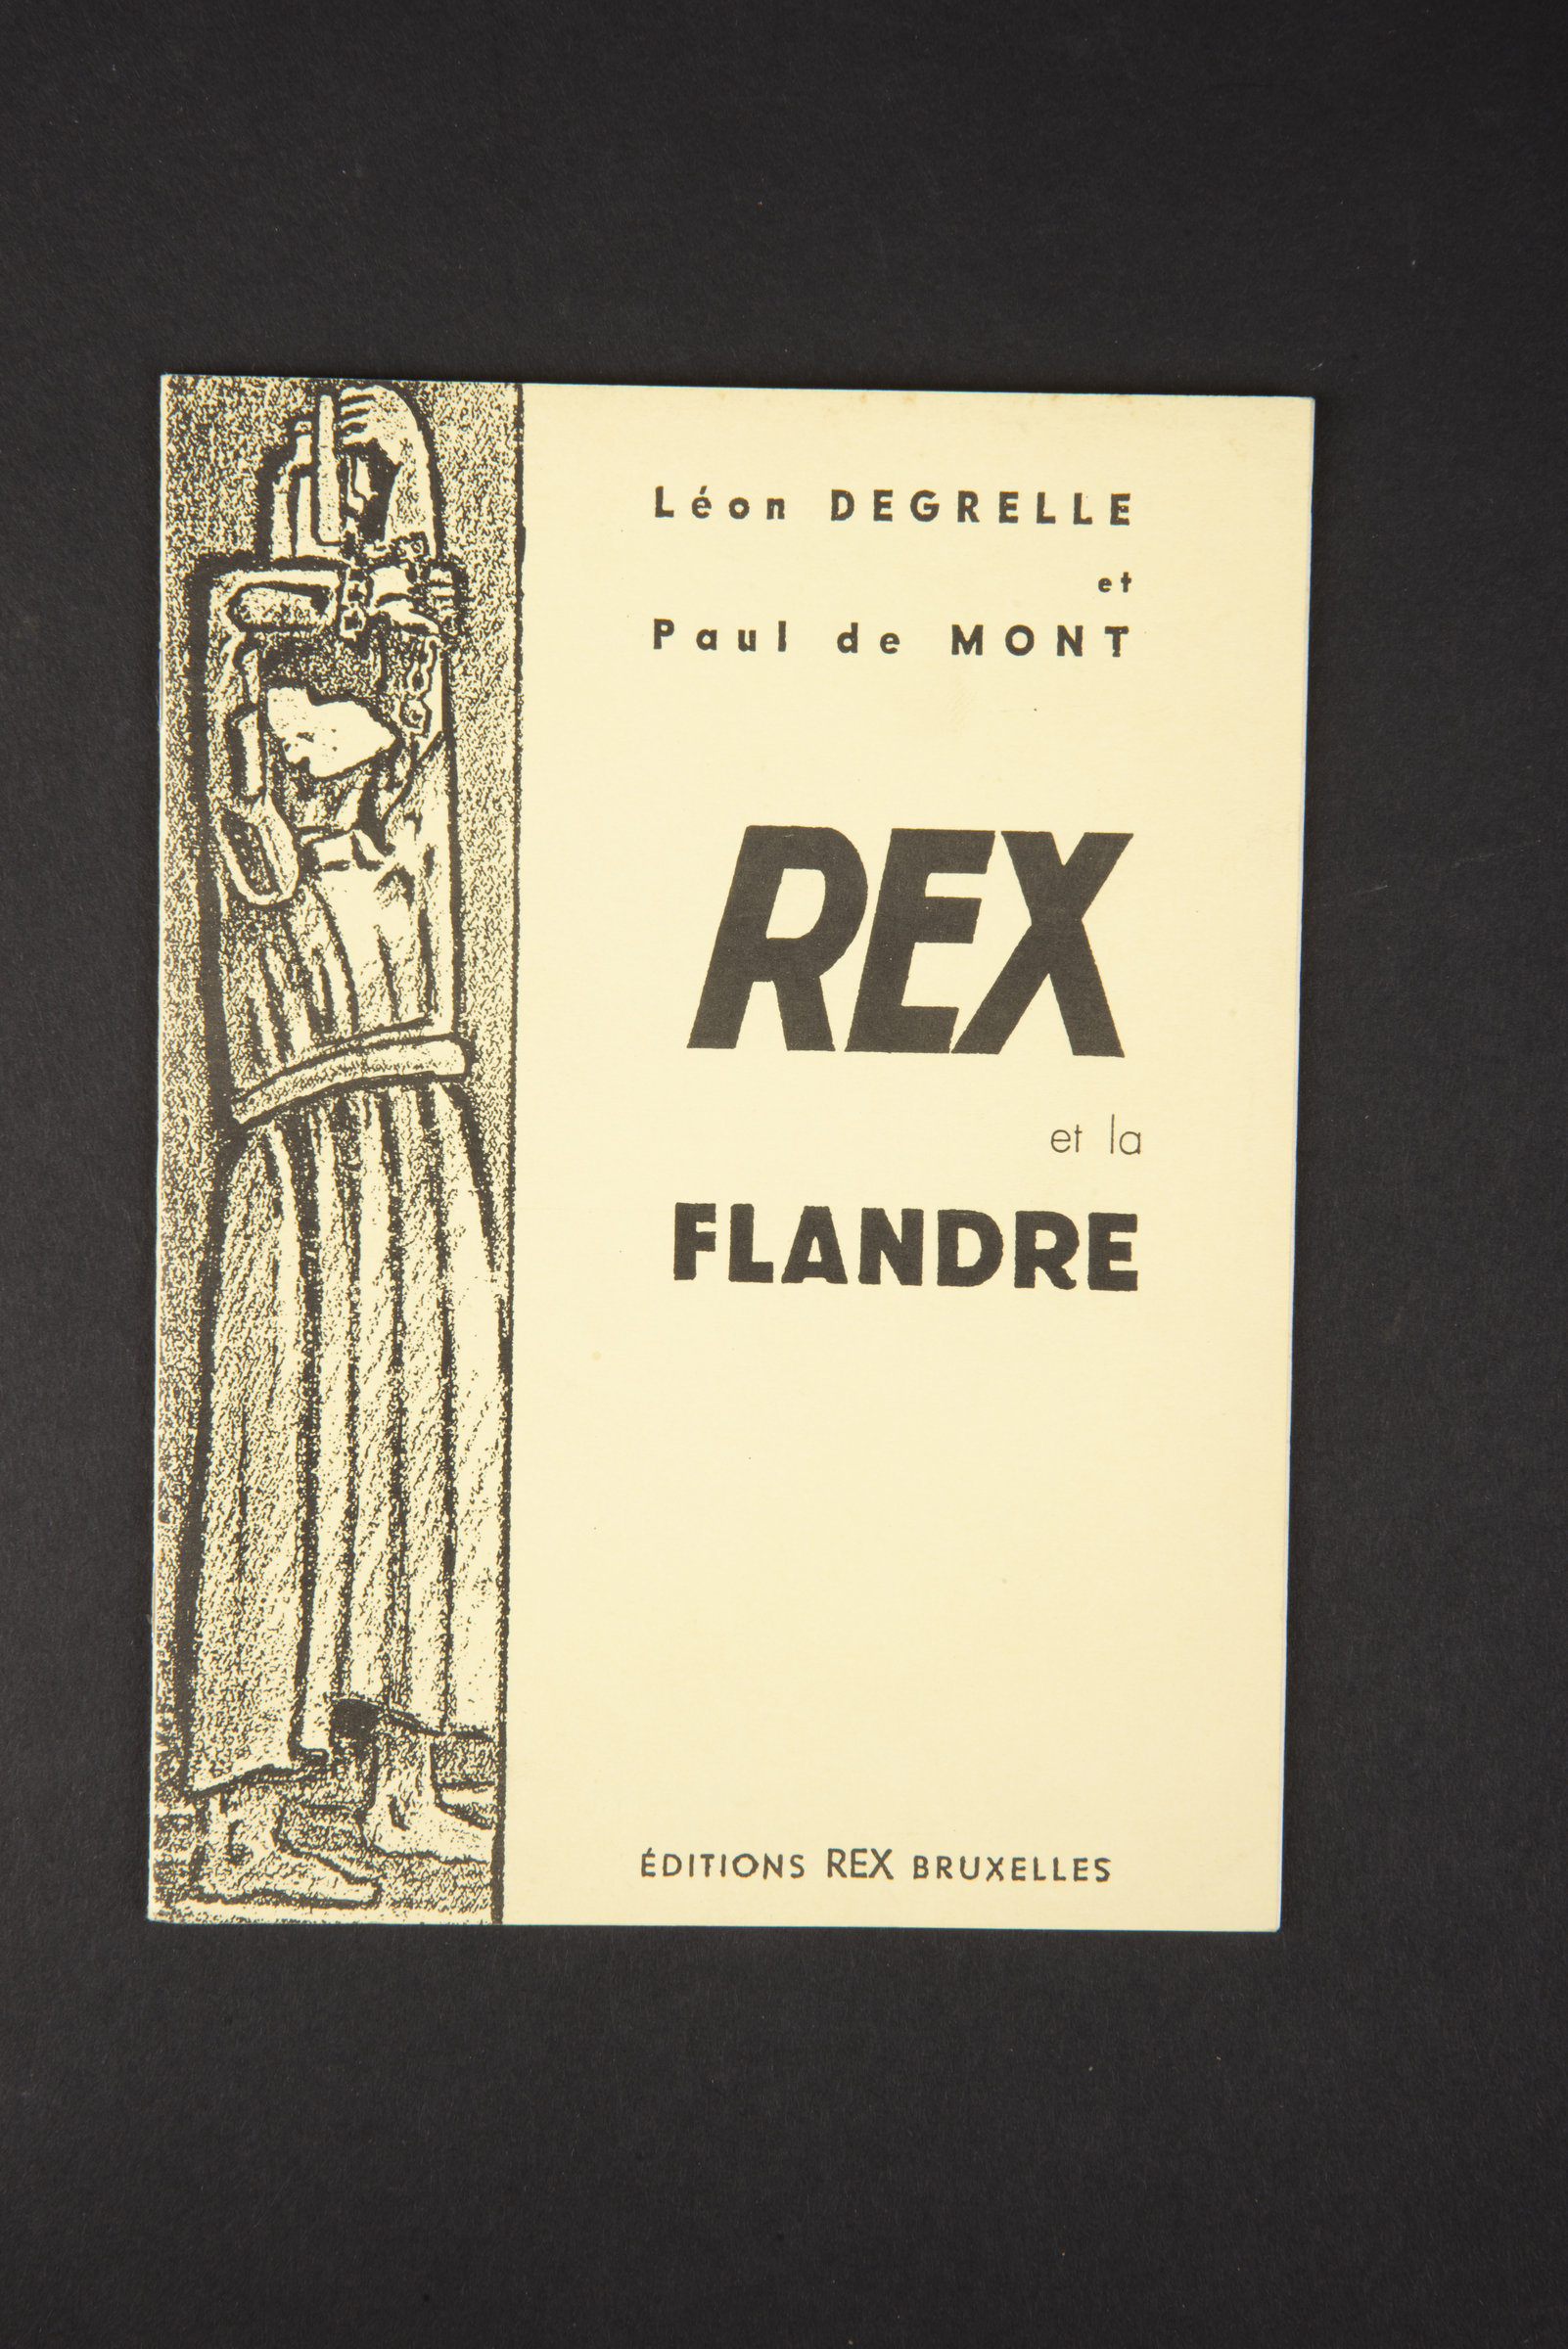 Léon DEGRELLE
et
Paul de MONT
REX
et la
FLANDRE
ÉDITIONS REX BRUXELLES